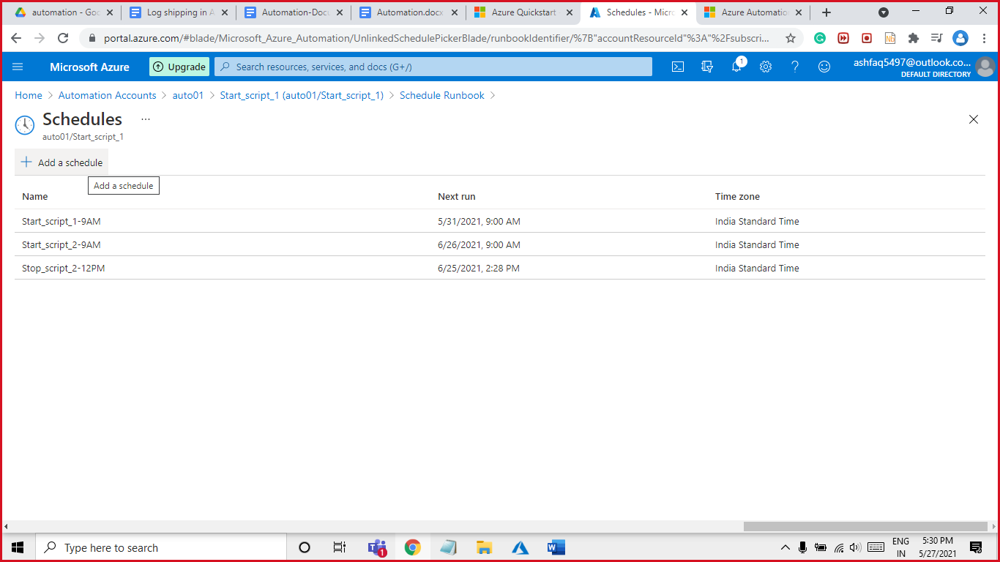 automation - Goo
Log shipping in A
Automation-Docu
Automation.docx
Azure Quickstart
Schedules - Micro
Azure Automation
portal.azure.com/#blade/Microsoft_Azure_Automation/UnlinkedSchedulePickerBlade/runbookIdentifier/%7B"accountResourceId"%3A"%2Fsubscri...
Nb
Microsoft Azure
Upgrade
Search resources, services, and docs (G+/)
1
ashfaq5497@outlook.co...
DEFAULT DIRECTORY
Home > Automation Accounts > auto01 > Start_script_1 (auto01/Start_script_1) > Schedule Runbook >
Schedules ...
auto01/Start_script_1
+ Add a schedule
Add a schedule
Name Next run Time zone
Start_script_1-9AM 5/31/2021, 9:00 AM India Standard Time
Start_script_2-9AM 6/26/2021, 9:00 AM India Standard Time
Stop_script_2-12PM 6/25/2021, 2:28 PM India Standard Time
Type here to search
1
ENG
IN
5:30 PM
5/27/2021